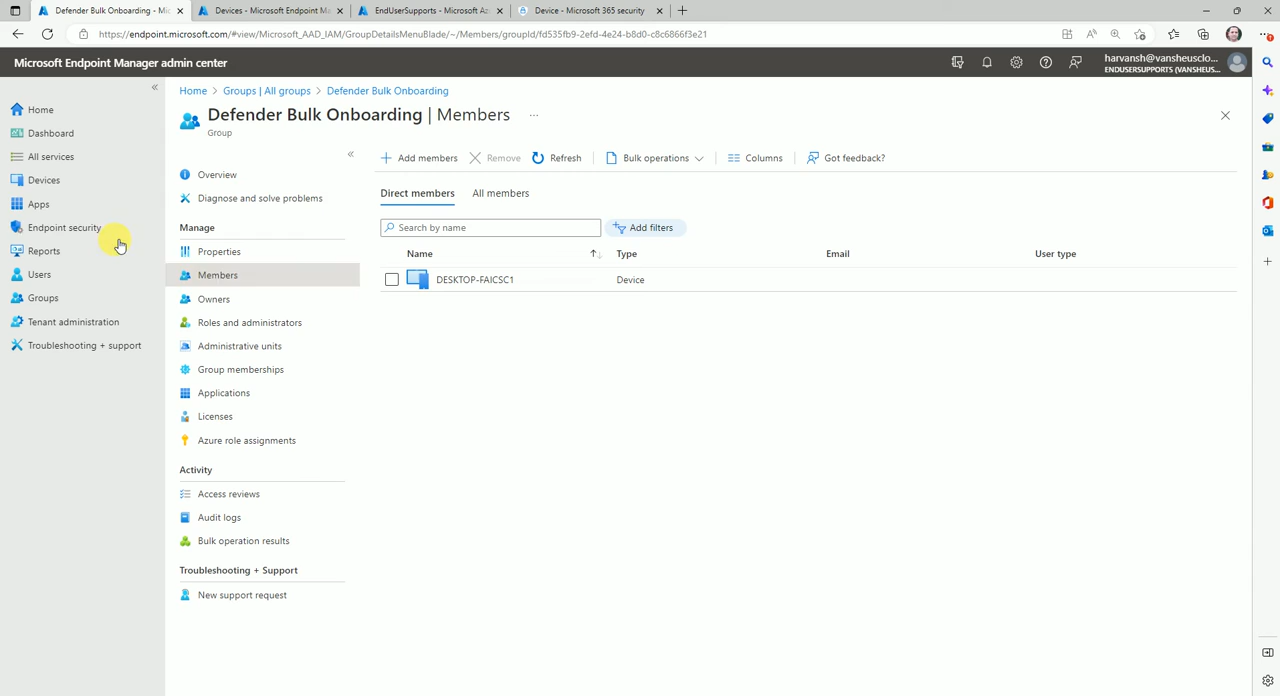 Defender Bulk Onboarding - Mic
Devices - Microsoft Endpoint Ma
EndUserSupports - Microsoft Az
Device - Microsoft 365 security
https://endpoint.microsoft.com/#view/Microsoft_AAD_IAM/GroupDetailsMenuBlade/~/Members/groupId/fd535fb9-2efd-4e24-b8d0-c8c6866f3e21
Microsoft Endpoint Manager admin center
harvansh@vansheusclo...
ENDUSERSUPPORTS (VANSHEUS...
Home
Dashboard
All services
Devices
Apps
Endpoint security
Reports
Users
Groups
Tenant administration
Troubleshooting + support
Home > Groups | All groups > Defender Bulk Onboarding
Defender Bulk Onboarding | Members ...
Group
Overview
Diagnose and solve problems
Manage
Properties
Members
Owners
Roles and administrators
Administrative units
Group memberships
Applications
Licenses
Azure role assignments
Activity
Access reviews
Audit logs
Bulk operation results
Troubleshooting + Support
New support request
Add members
Remove
Refresh
Bulk operations
Columns
Got feedback?
Direct members
All members
Search by name
Add filters
Name
Type
Email
User type
DESKTOP-FAICSC1
Device